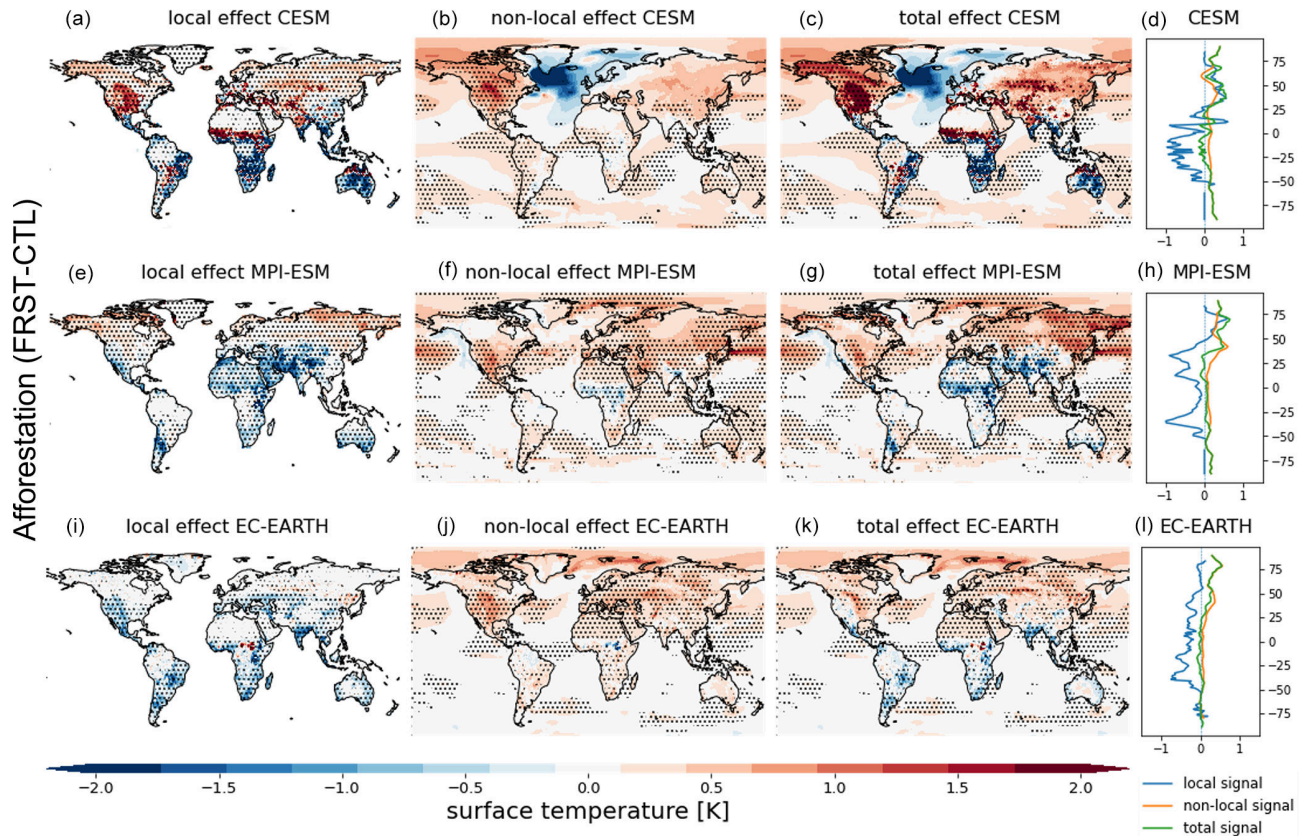 (a) local effect CESM
(b) non-local effect CESM
(c) total effect CESM
(d) CESM
75
50
25
0
−25
−50
−75
−1 0 1
Afforestation (FRST-CTL)
(e) local effect MPI-ESM
(f) non-local effect MPI-ESM
(g) total effect MPI-ESM
(h) MPI-ESM
75
50
25
0
−25
−50
−75
−1 0 1
(i) local effect EC-EARTH
(j) non-local effect EC-EARTH
(k) total effect EC-EARTH
(l) EC-EARTH
75
50
25
0
−25
−50
−75
−1 0 1
−2.0 −1.5 −1.0 −0.5 0.0 0.5 1.0 1.5 2.0
surface temperature [K]
local signal
non-local signal
total signal